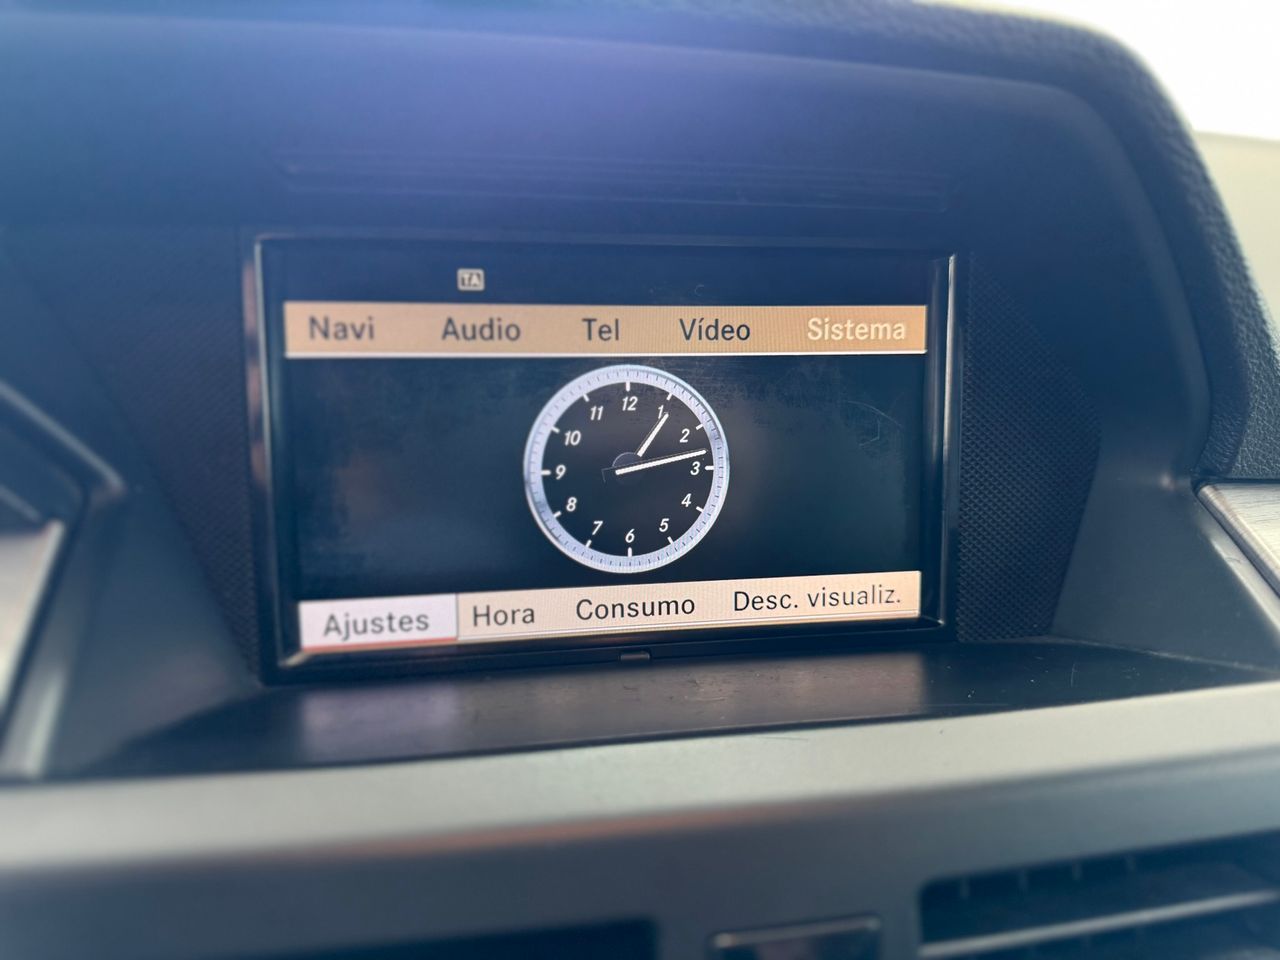 TA
Navi Audio Tel Vídeo Sistema
12
11 1
10 2
9 3
8 4
7 5
6
Ajustes Hora Consumo Desc. visualiz.